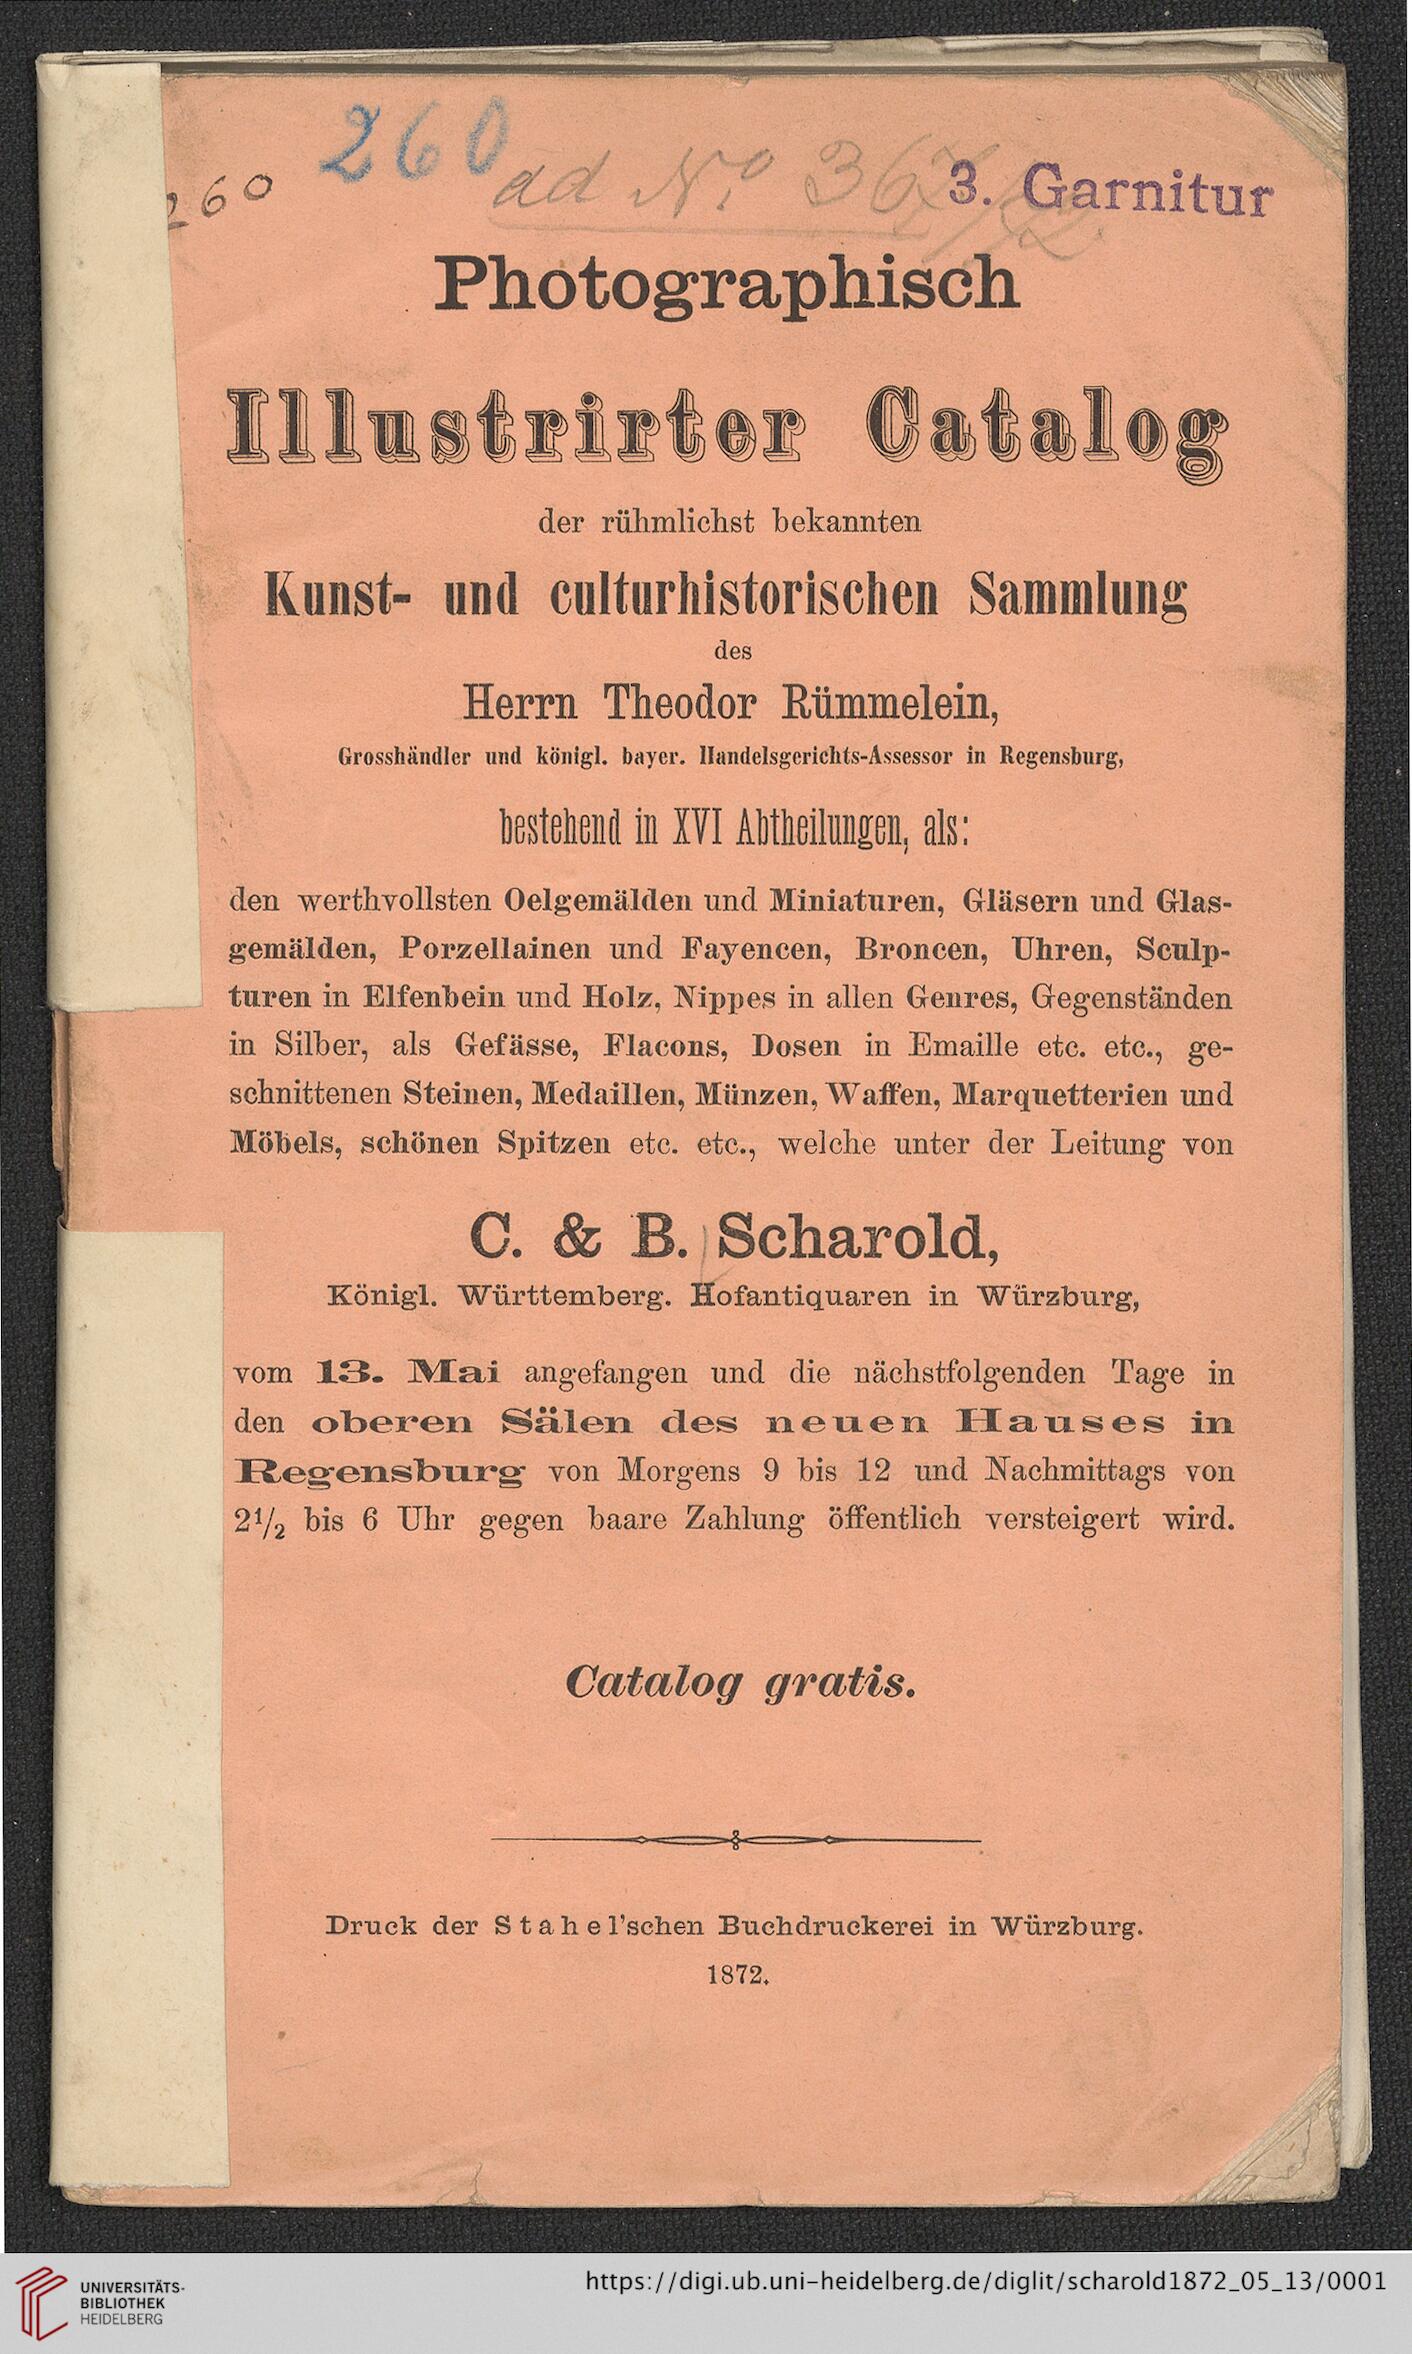 260
260
ad No. 367/72.
3. Garnitur
Photographisch
Illustrirter Catalog
der rühmlichst bekannten
Kunst- und culturhistorischen Sammlung
des
Herrn Theodor Rümmelein,
Grosshändler und königl. bayer. Handelsgerichts-Assessor in Regensburg,
bestehend in XVI Abtheilungen, als:
den werthvollsten Oelgemälden und Miniaturen, Gläsern und Glas-
gemälden, Porzellainen und Fayencen, Broncen, Uhren, Sculp-
turen in Elfenbein und Holz, Nippes in allen Genres, Gegenständen
in Silber, als Gefässe, Flacons, Dosen in Emaille etc. etc., ge-
schnittenen Steinen, Medaillen, Münzen, Waffen, Marquetterien und
Möbels, schönen Spitzen etc. etc., welche unter der Leitung von
C. & B. Scharold,
Königl. Württemberg. Hofantiquaren in Würzburg,
vom 13. Mai angefangen und die nächstfolgenden Tage in
den oberen Sälen des neuen Hauses in
Regensburg von Morgens 9 bis 12 und Nachmittags von
2½ bis 6 Uhr gegen baare Zahlung öffentlich versteigert wird.
Catalog gratis.
Druck der Stahel'schen Buchdruckerei in Würzburg.
1872.
https://digi.ub.uni-heidelberg.de/diglit/scharold1872_05_13/0001
UNIVERSITÄTS-
BIBLIOTHEK
HEIDELBERG